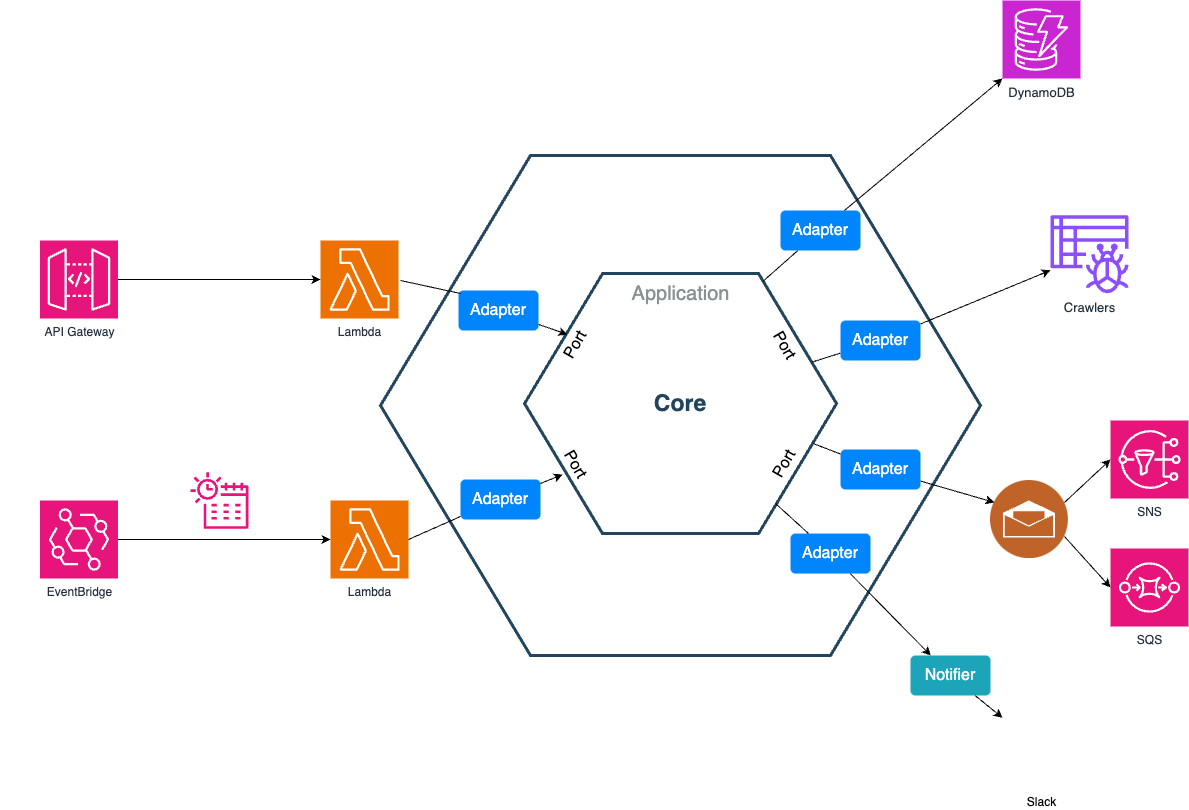 DynamoDB
Adapter
Application
Crawlers
API Gateway
Lambda
Adapter
Port
Port
Adapter
Core
Port
Port
Adapter
Adapter
SNS
EventBridge
Lambda
Adapter
SQS
Notifier
Slack